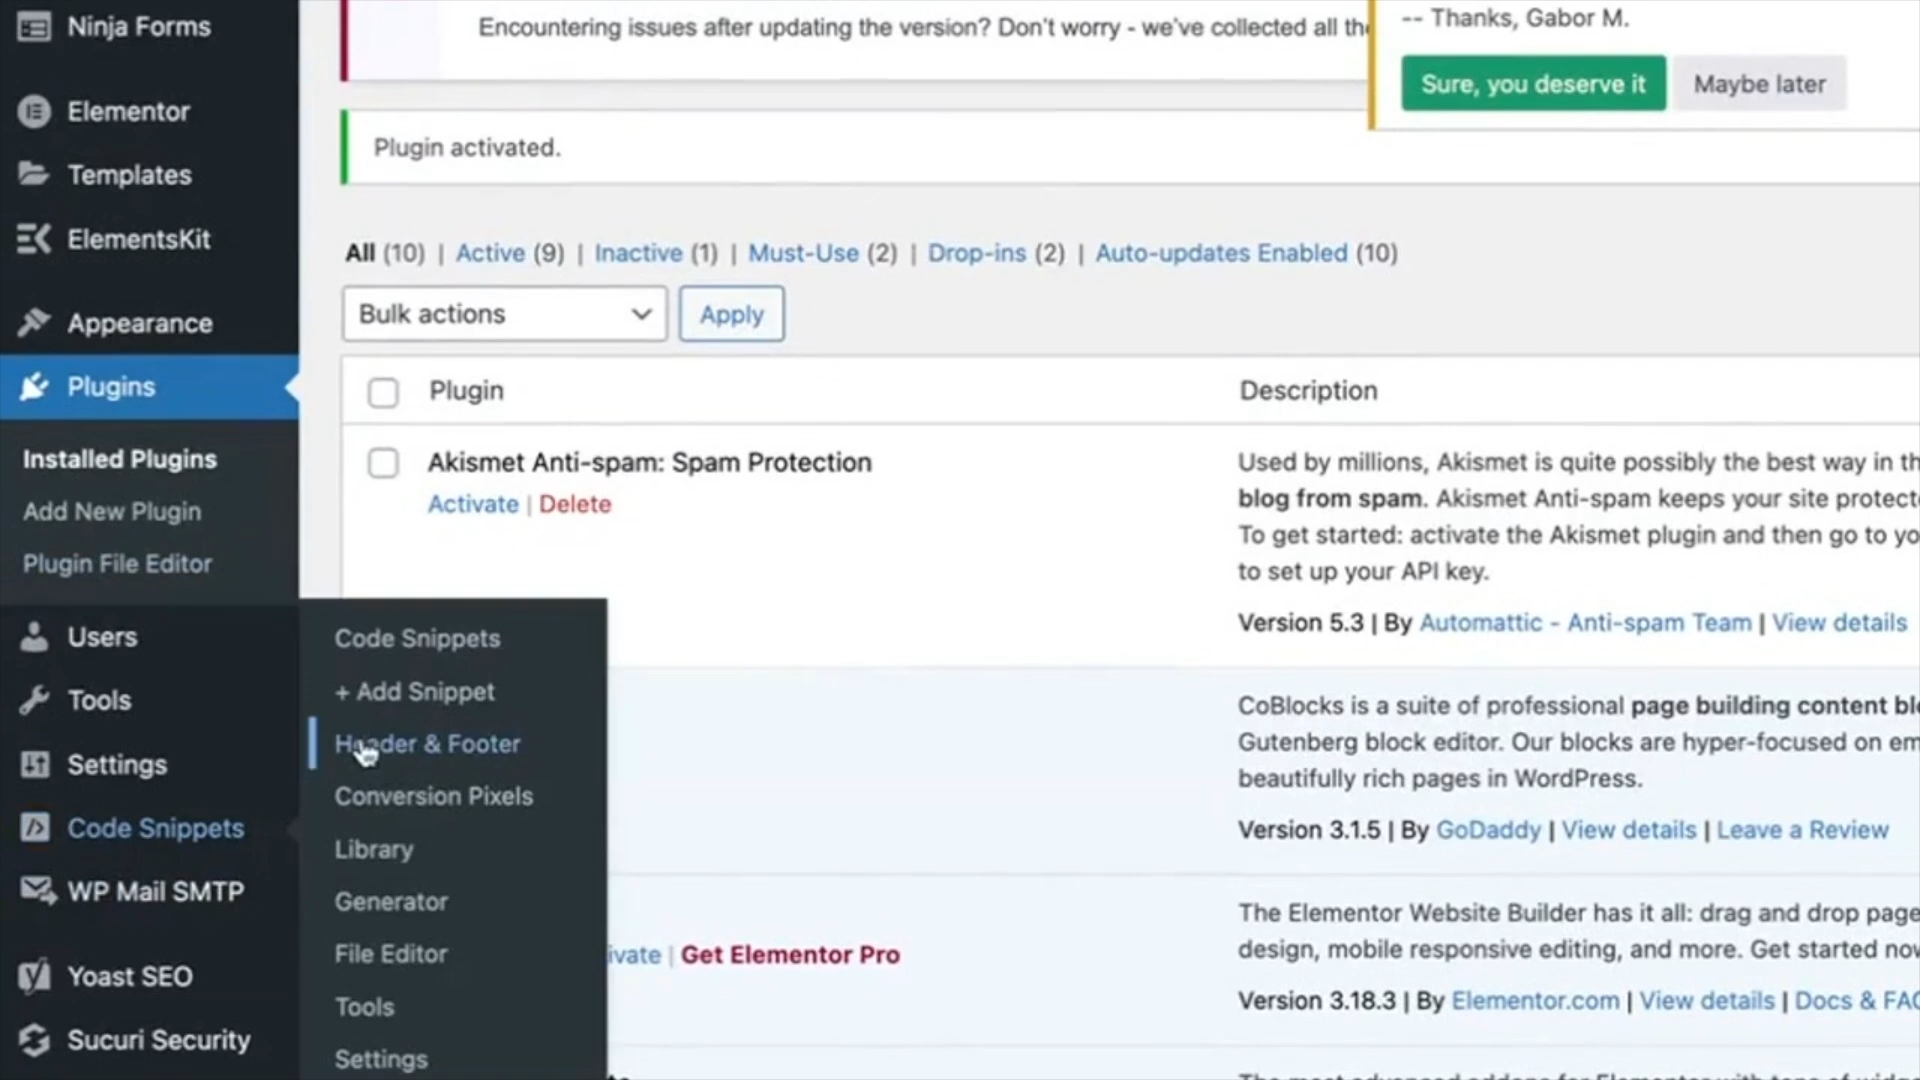 Ninja Forms
Elementor
Templates
ElementsKit
Appearance
Plugins
Installed Plugins
Add New Plugin
Plugin File Editor
Users
Tools
Settings
Code Snippets
WP Mail SMTP
Yoast SEO
Sucuri Security
Code Snippets
+ Add Snippet
Header & Footer
Conversion Pixels
Library
Generator
File Editor
Tools
Settings
Encountering issues after updating the version? Don't worry - we've collected all the
-- Thanks, Gabor M.
Sure, you deserve it
Maybe later
Plugin activated.
All (10) | Active (9) | Inactive (1) | Must-Use (2) | Drop-ins (2) | Auto-updates Enabled (10)
Bulk actions
Apply
Plugin
Description
Akismet Anti-spam: Spam Protection
Activate | Delete
Used by millions, Akismet is quite possibly the best way in th
blog from spam. Akismet Anti-spam keeps your site protect
To get started: activate the Akismet plugin and then go to yo
to set up your API key.
Version 5.3 | By Automattic - Anti-spam Team | View details
CoBlocks is a suite of professional page building content bl
Gutenberg block editor. Our blocks are hyper-focused on em
beautifully rich pages in WordPress.
Version 3.1.5 | By GoDaddy | View details | Leave a Review
ivate | Get Elementor Pro
The Elementor Website Builder has it all: drag and drop page
design, mobile responsive editing, and more. Get started now
Version 3.18.3 | By Elementor.com | View details | Docs & FAQ